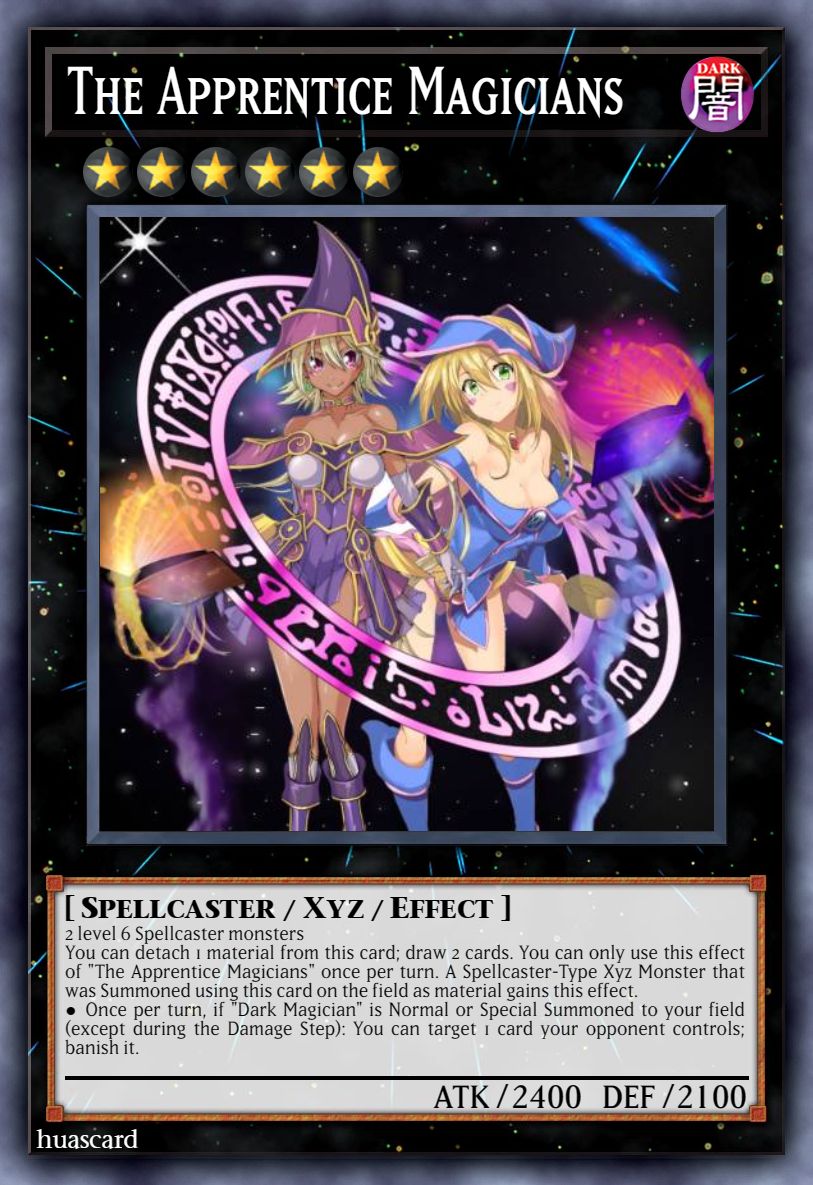 The Apprentice Magicians
DARK
闇
[ Spellcaster / Xyz / Effect ]
2 level 6 Spellcaster monsters
You can detach 1 material from this card; draw 2 cards. You can only use this effect
of "The Apprentice Magicians" once per turn. A Spellcaster-Type Xyz Monster that
was Summoned using this card on the field as material gains this effect.
● Once per turn, if "Dark Magician" is Normal or Special Summoned to your field
(except during the Damage Step): You can target 1 card your opponent controls;
banish it.
ATK/2400 DEF/2100
huascard